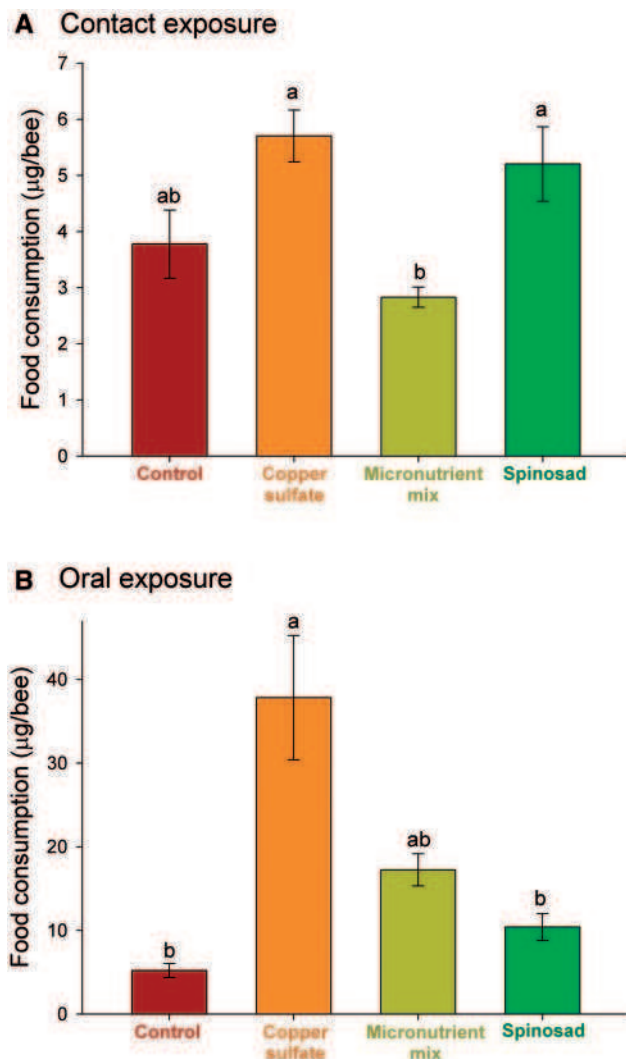 A Contact exposure
Food consumption (µg/bee)
7
6
5
4
3
2
1
0
ab
a
b
a
Control
Copper
sulfate
Micronutrient
mix
Spinosad
B Oral exposure
Food consumption (µg/bee)
40
30
20
10
0
b
a
ab
b
Control
Copper
sulfate
Micronutrient
mix
Spinosad